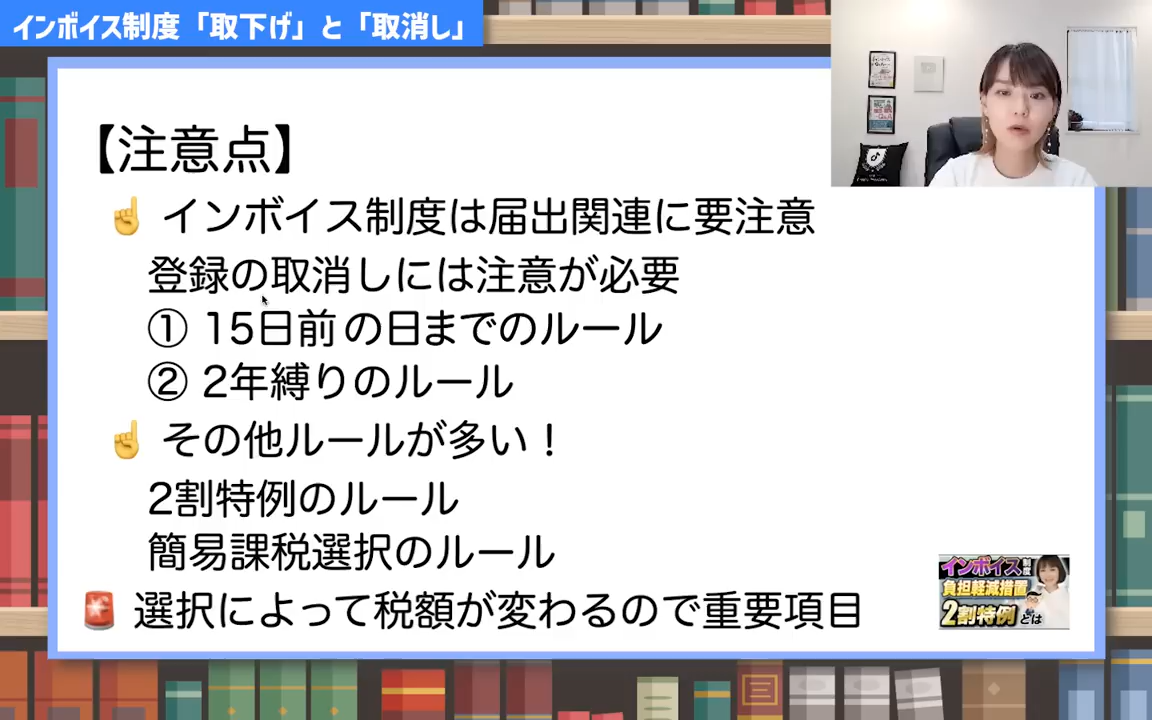 インボイス制度「取下げ」と「取消し」
【注意点】
☝ インボイス制度は届出関連に要注意
登録の取消しには注意が必要
① 15日前の日までのルール
② 2年縛りのルール
☝ その他ルールが多い！
2割特例のルール
簡易課税選択のルール
🚨 選択によって税額が変わるので重要項目
インボイス制度
負担軽減措置
2割特例とは